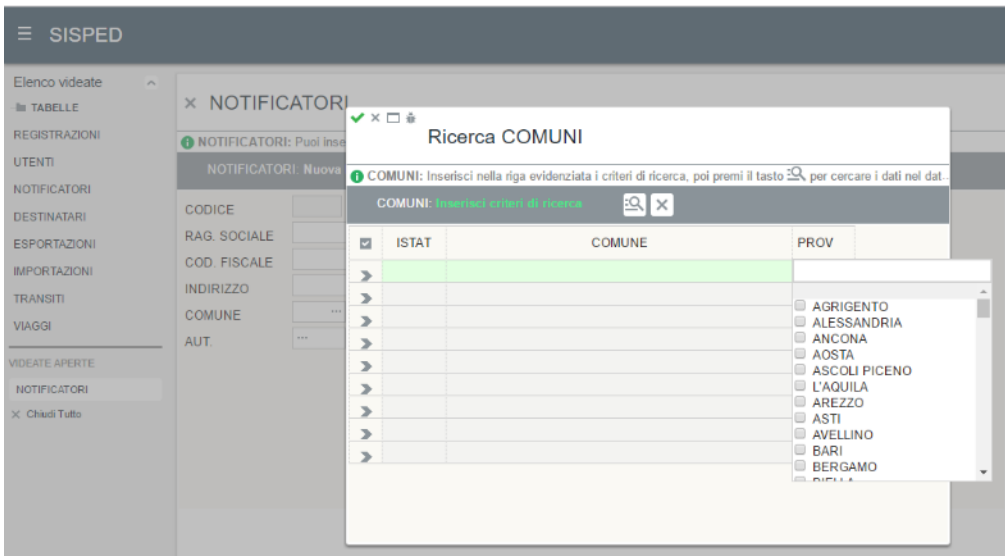 SISPED
Elenco videate
TABELLE
REGISTRAZIONI
UTENTI
NOTIFICATORI
DESTINATARI
ESPORTAZIONI
IMPORTAZIONI
TRANSITI
VIAGGI
VIDEATE APERTE
NOTIFICATORI
Chiudi Tutto
NOTIFICATORI
NOTIFICATORI: Puoi inse
NOTIFICATORI: Nuova
CODICE
RAG. SOCIALE
COD. FISCALE
INDIRIZZO
COMUNE ...
AUT. ...
Ricerca COMUNI
COMUNI: Inserisci nella riga evidenziata i criteri di ricerca, poi premi il tasto per cercare i dati nel dat...
COMUNI: Inserisci criteri di ricerca
ISTAT COMUNE PROV
AGRIGENTO
ALESSANDRIA
ANCONA
AOSTA
ASCOLI PICENO
L'AQUILA
AREZZO
ASTI
AVELLINO
BARI
BERGAMO